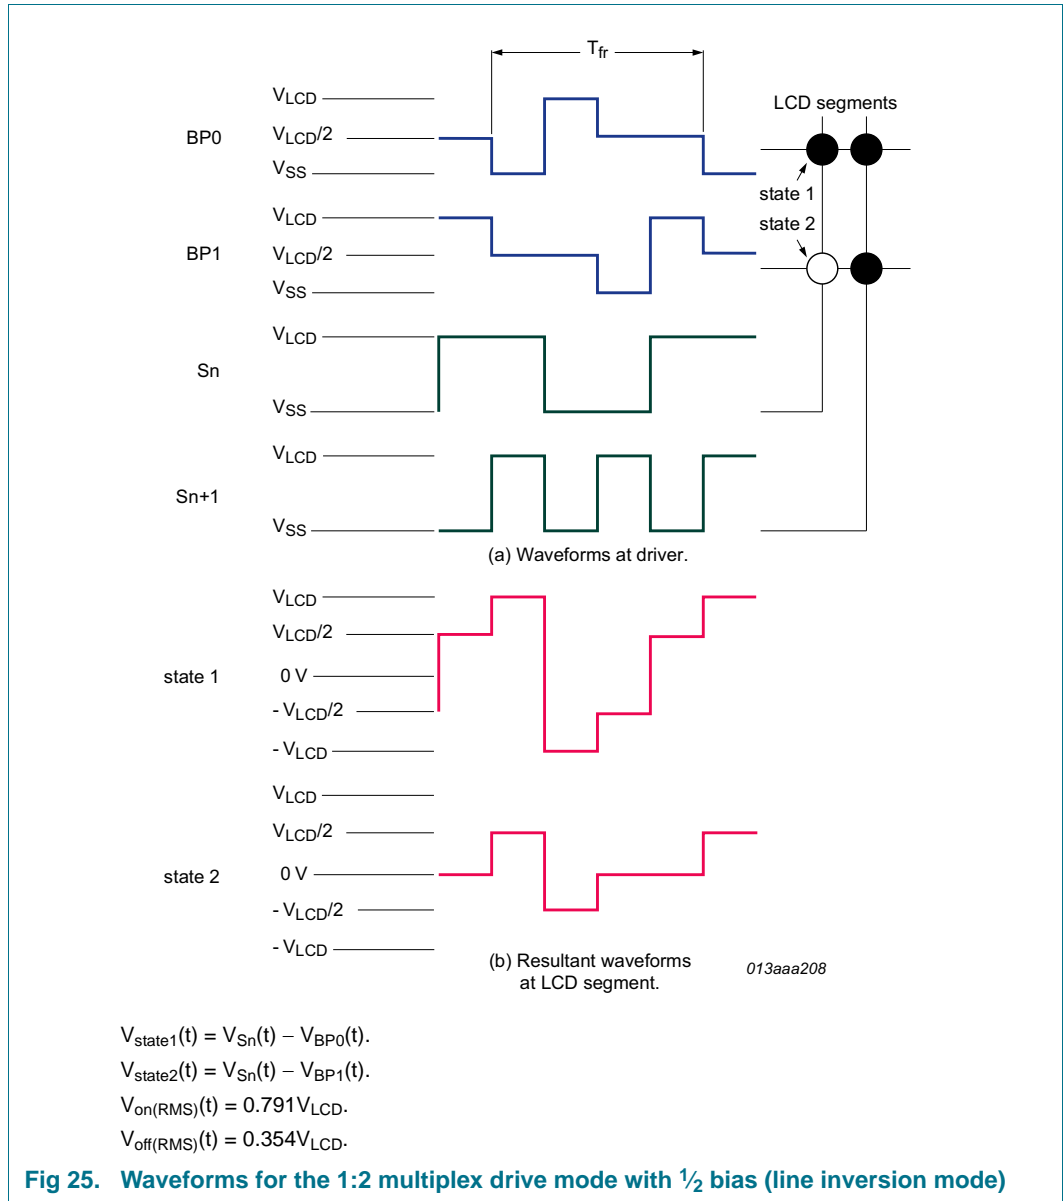 Tfr
VLCD
BP0
VLCD/2
VSS
LCD segments
state 1
state 2
VLCD
BP1
VLCD/2
VSS
VLCD
Sn
VSS
VLCD
Sn+1
VSS
(a) Waveforms at driver.
VLCD
VLCD/2
state 1
0 V
- VLCD/2
- VLCD
VLCD
VLCD/2
state 2
0 V
- VLCD/2
- VLCD
(b) Resultant waveforms
at LCD segment.
013aaa208
Vstate1(t) = VSn(t) − VBP0(t).
Vstate2(t) = VSn(t) − VBP1(t).
Von(RMS)(t) = 0.791VLCD.
Voff(RMS)(t) = 0.354VLCD.
Fig 25. Waveforms for the 1:2 multiplex drive mode with 1⁄2 bias (line inversion mode)